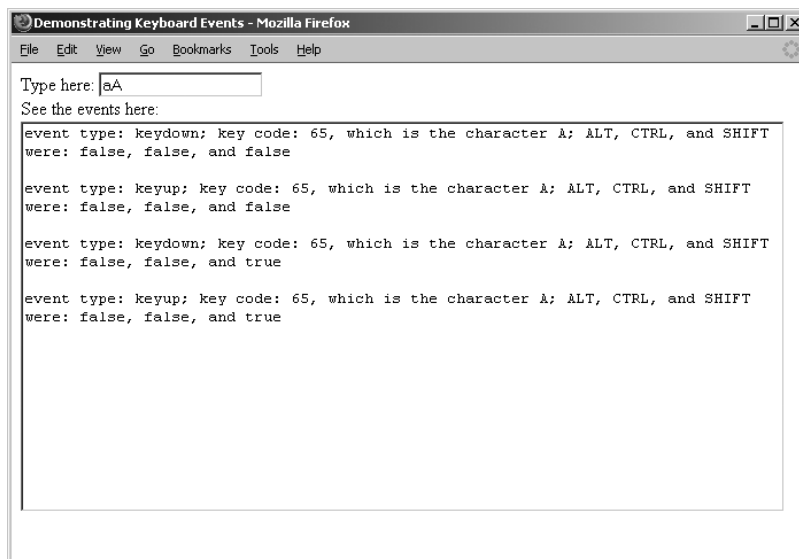 Demonstrating Keyboard Events - Mozilla Firefox
File Edit View Go Bookmarks Tools Help
Type here: aA
See the events here:
event type: keydown; key code: 65, which is the character A; ALT, CTRL, and SHIFT
were: false, false, and false
event type: keyup; key code: 65, which is the character A; ALT, CTRL, and SHIFT
were: false, false, and false
event type: keydown; key code: 65, which is the character A; ALT, CTRL, and SHIFT
were: false, false, and true
event type: keyup; key code: 65, which is the character A; ALT, CTRL, and SHIFT
were: false, false, and true